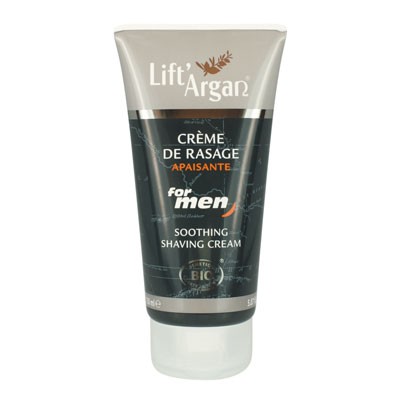 Lift'Argan
CRÈME
DE RASAGE
APAISANTE
for
men
SOOTHING
SHAVING CREAM
BIO